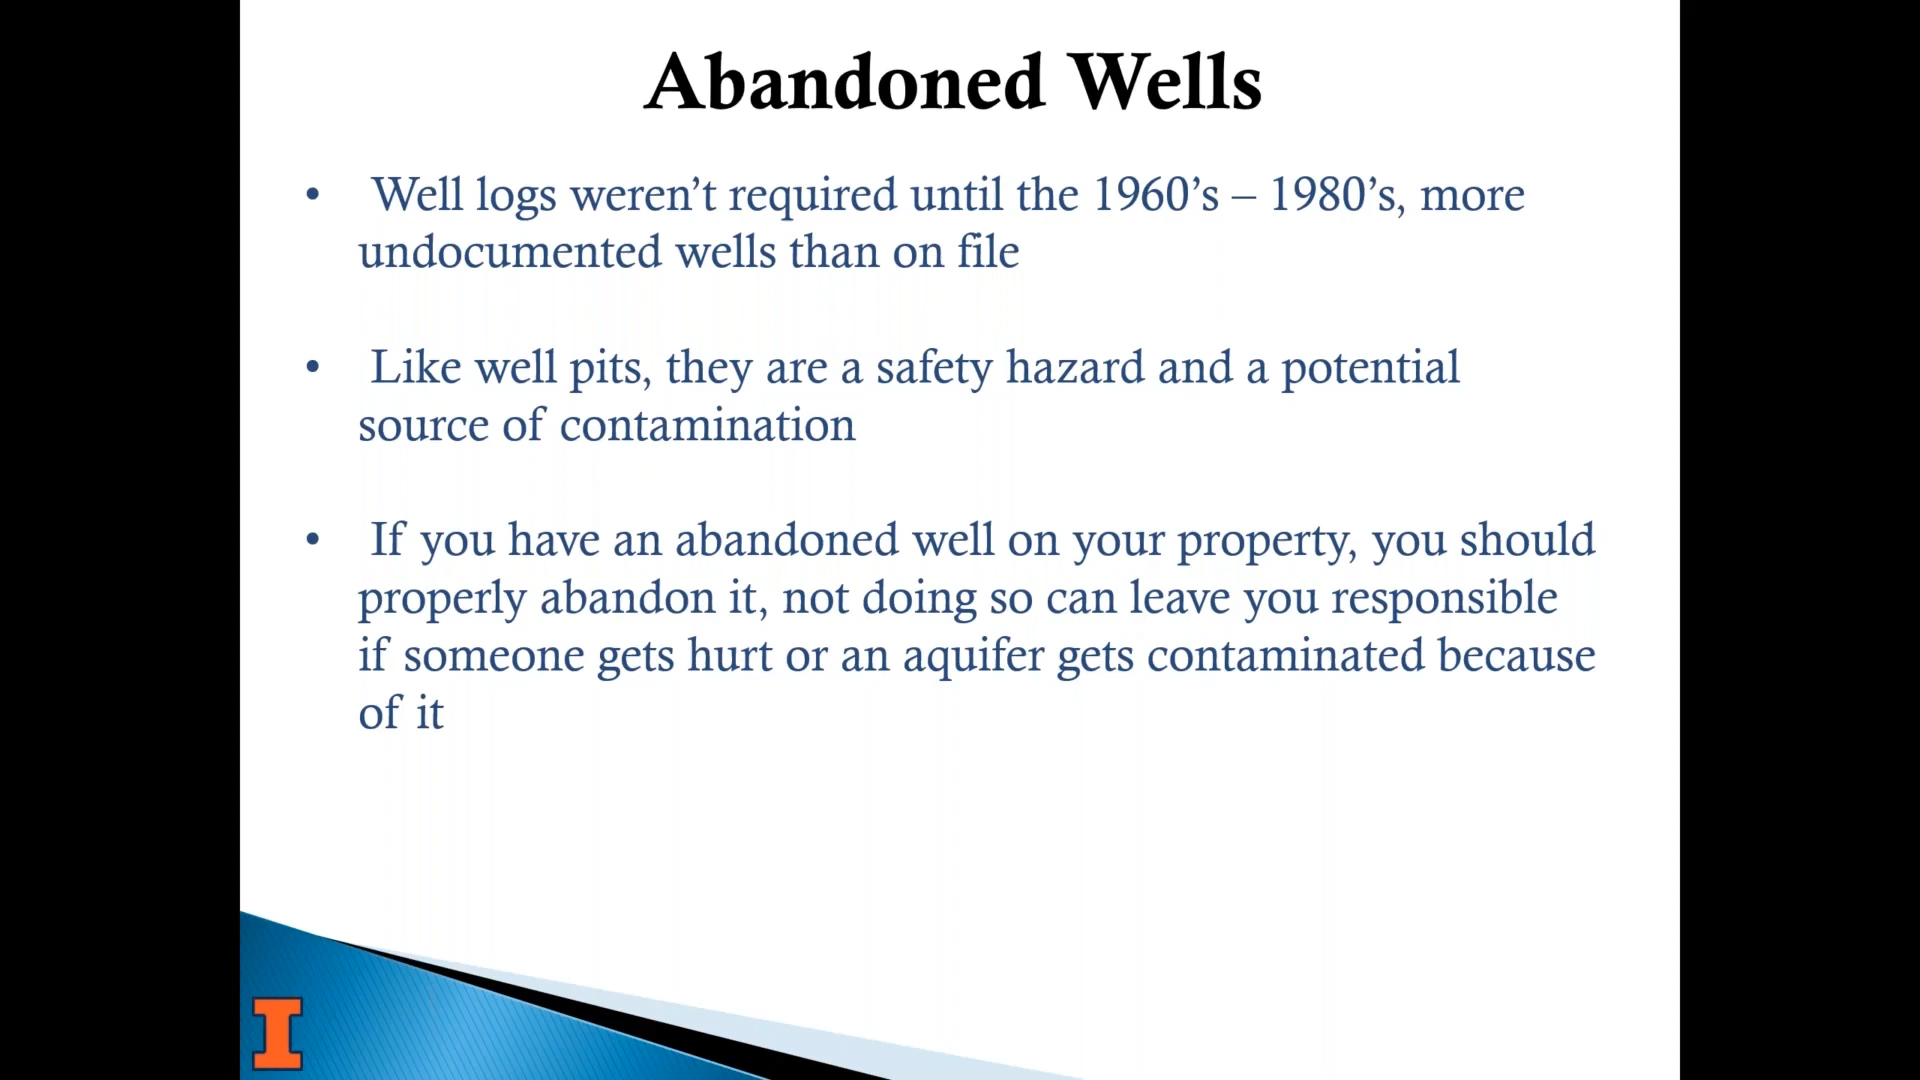 Abandoned Wells
• Well logs weren’t required until the 1960’s – 1980’s, more
undocumented wells than on file
• Like well pits, they are a safety hazard and a potential
source of contamination
• If you have an abandoned well on your property, you should
properly abandon it, not doing so can leave you responsible
if someone gets hurt or an aquifer gets contaminated because
of it
I